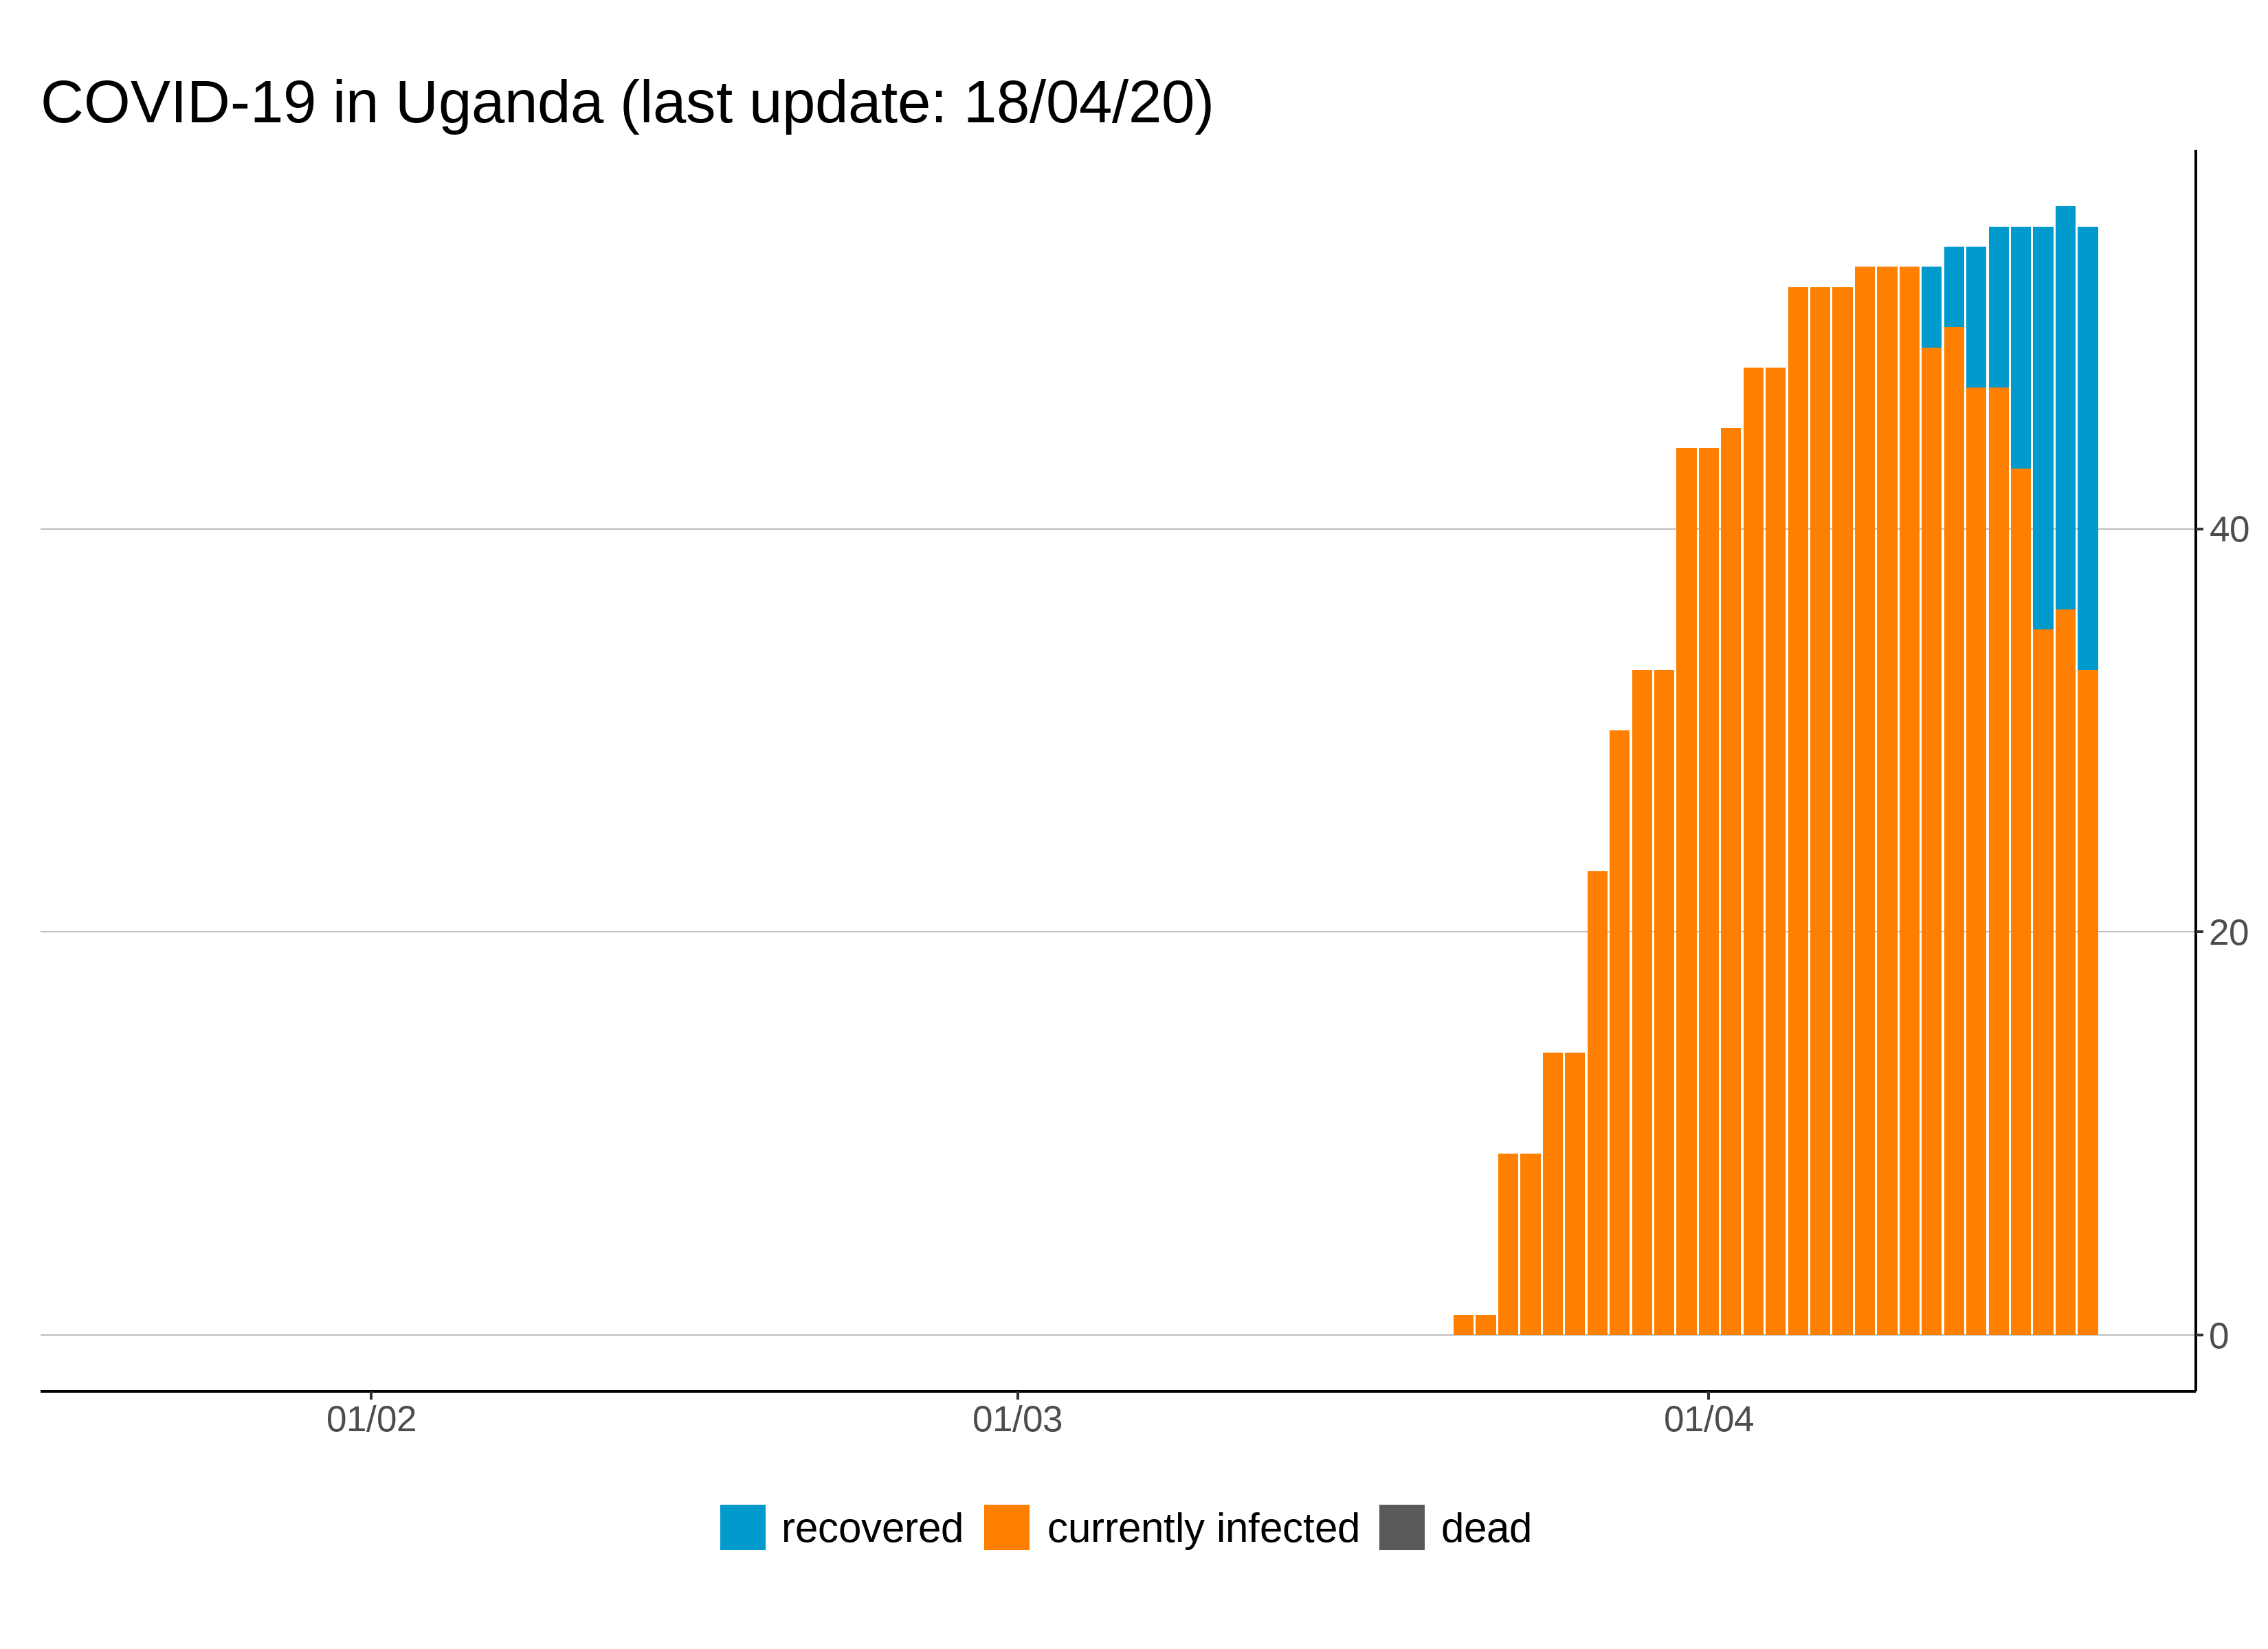 COVID-19 in Uganda (last update: 18/04/20)
40
20
0
01/02 01/03 01/04
recovered currently infected dead